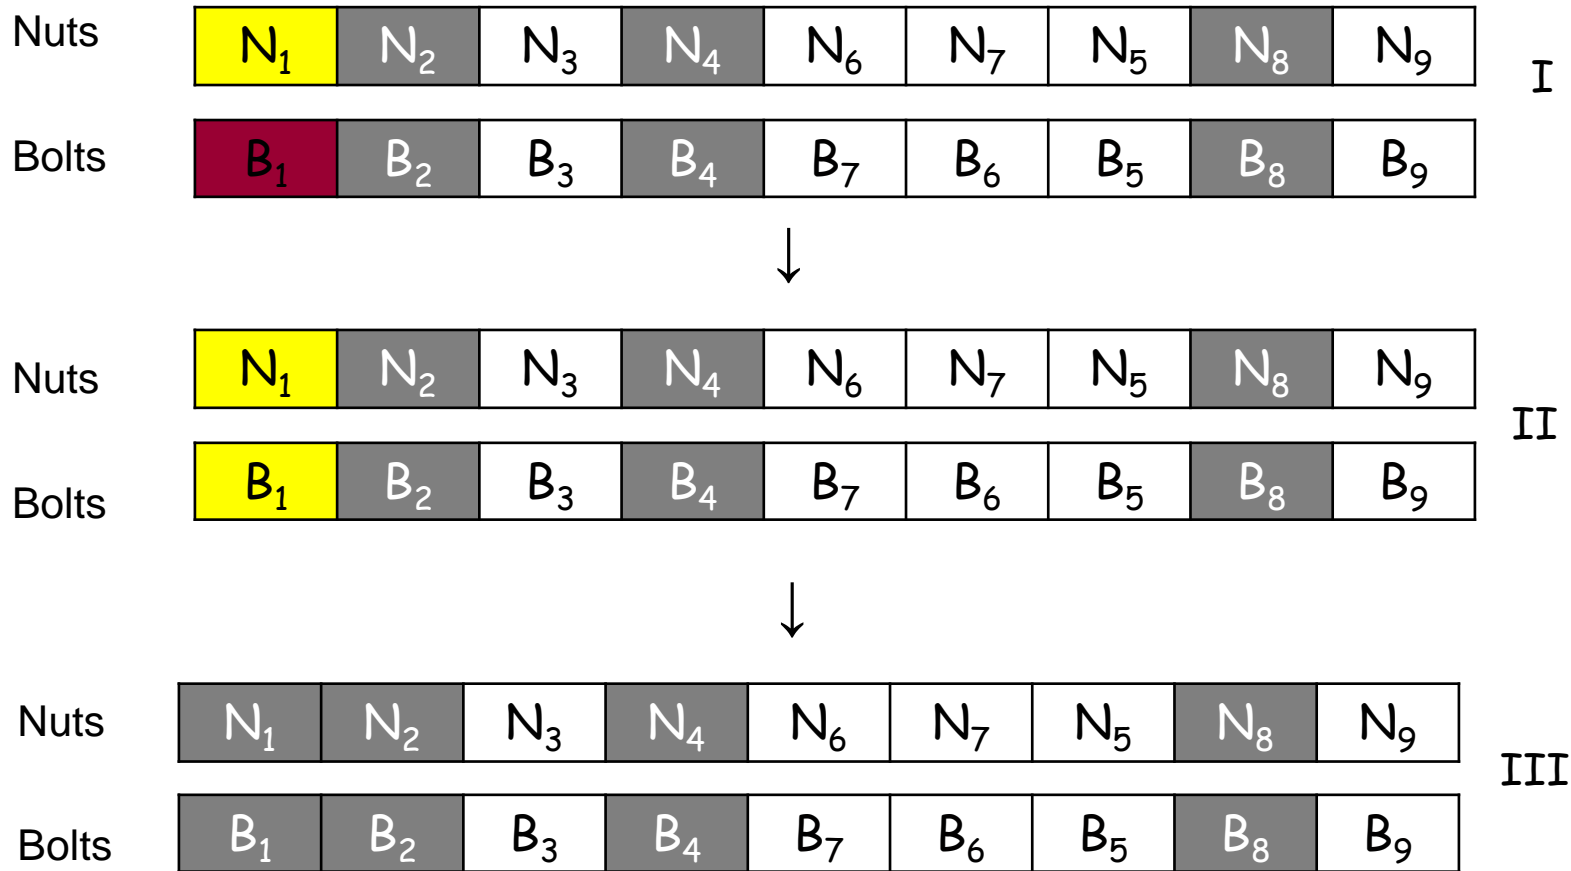 Nuts N₁ N₂ N₃ N₄ N₆ N₇ N₅ N₈ N₉ I
Bolts B₁ B₂ B₃ B₄ B₇ B₆ B₅ B₈ B₉
↓
Nuts N₁ N₂ N₃ N₄ N₆ N₇ N₅ N₈ N₉ II
Bolts B₁ B₂ B₃ B₄ B₇ B₆ B₅ B₈ B₉
↓
Nuts N₁ N₂ N₃ N₄ N₆ N₇ N₅ N₈ N₉ III
Bolts B₁ B₂ B₃ B₄ B₇ B₆ B₅ B₈ B₉